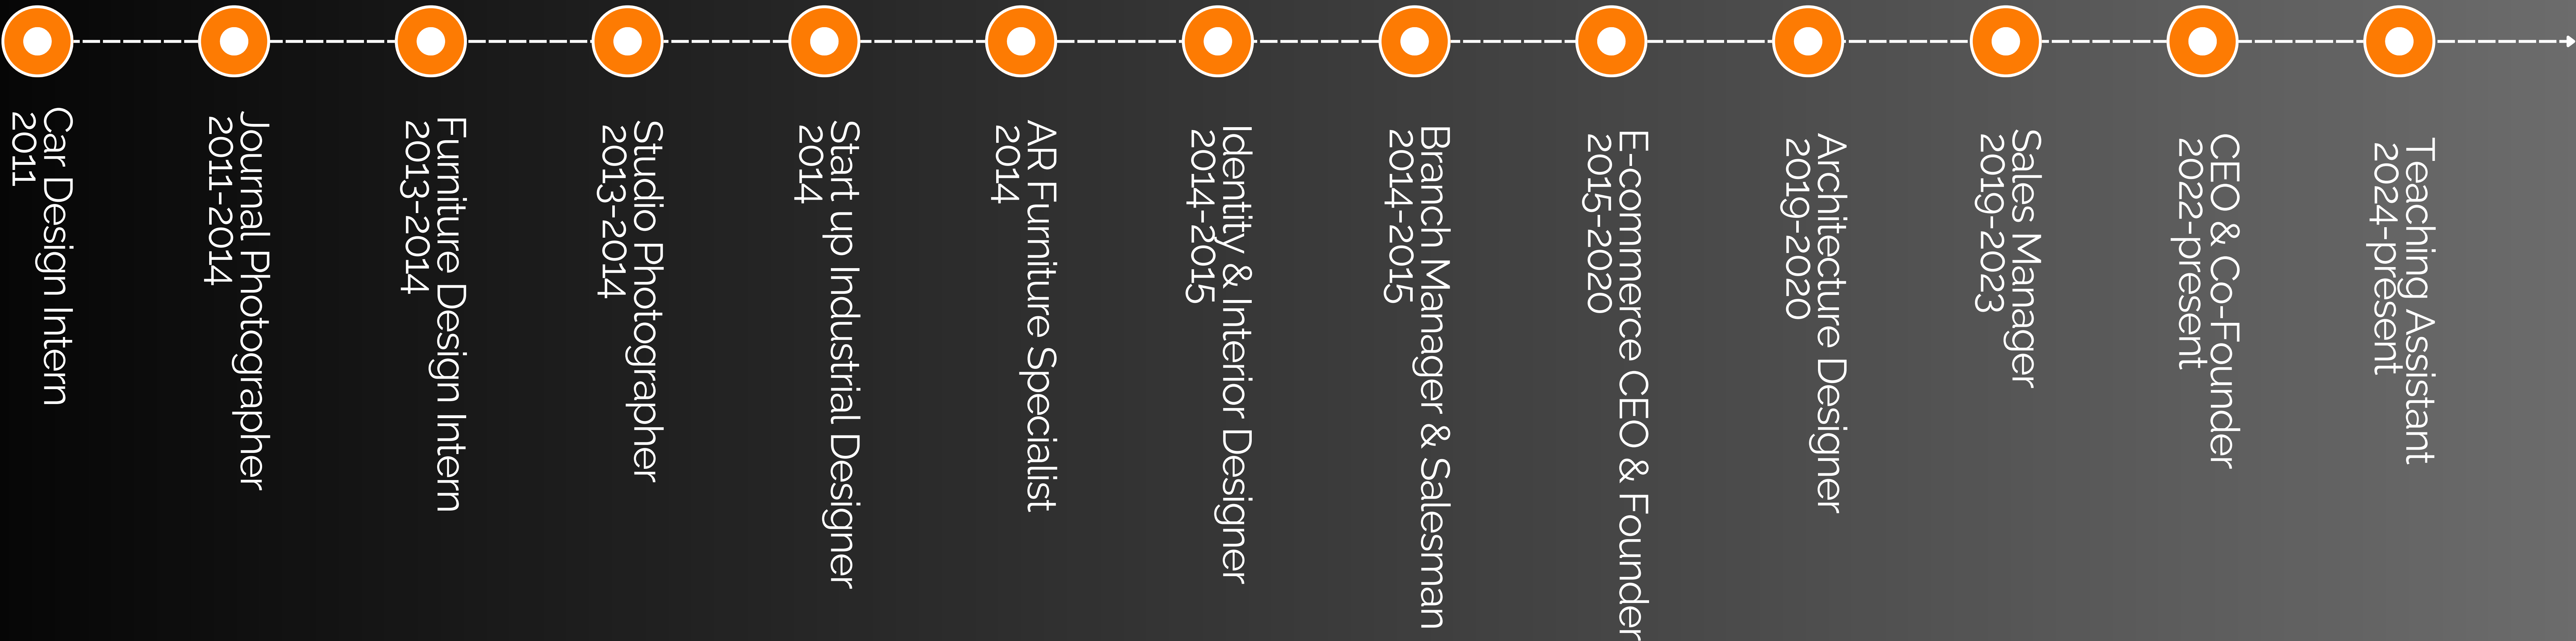 Car Design Intern
2011
Journal Photographer
2011-2014
Furniture Design Intern
2013-2014
Studio Photographer
2013-2014
Start up Industrial Designer
2014
AR Furniture Specialist
2014
Identity & Interior Designer
2014-2015
Branch Manager & Salesman
2014-2015
E-commerce CEO & Founder
2015-2020
Architecture Designer
2019-2020
Sales Manager
2019-2023
CEO & Co-Founder
2022-present
Teaching Assistant
2024-present